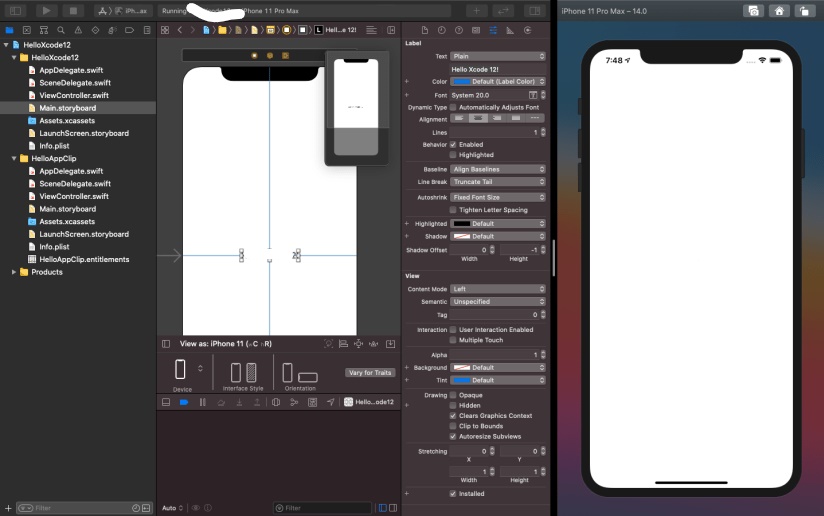 iPh...ax
Running
iPhone 11 Pro Max
iPhone 11 Pro Max – 14.0
Hell...e 12!
HelloXcode12
HelloXcode12
AppDelegate.swift
SceneDelegate.swift
ViewController.swift
Main.storyboard
Assets.xcassets
LaunchScreen.storyboard
Info.plist
HelloAppClip
AppDelegate.swift
SceneDelegate.swift
ViewController.swift
Main.storyboard
Assets.xcassets
LaunchScreen.storyboard
Info.plist
HelloAppClip.entitlements
Products
Filter
View as: iPhone 11 (wC hR)
Device
Interface Style
Orientation
Vary for Traits
Hello...ode12
Auto
Filter
Label
Text Plain
Hello Xcode 12!
Color Default (Label Color)
Font System 20.0
Dynamic Type Automatically Adjusts Font
Alignment
Lines 1
Behavior Enabled
Highlighted
Baseline Align Baselines
Line Break Truncate Tail
Autoshrink Fixed Font Size
Tighten Letter Spacing
Highlighted Default
Shadow Default
Shadow Offset 0 -1
Width Height
View
Content Mode Left
Semantic Unspecified
Tag 0
Interaction User Interaction Enabled
Multiple Touch
Alpha 1
Background Default
Tint Default
Drawing Opaque
Hidden
Clears Graphics Context
Clip to Bounds
Autoresize Subviews
Stretching 0 0
X Y
1 1
Width Height
Installed
7:48